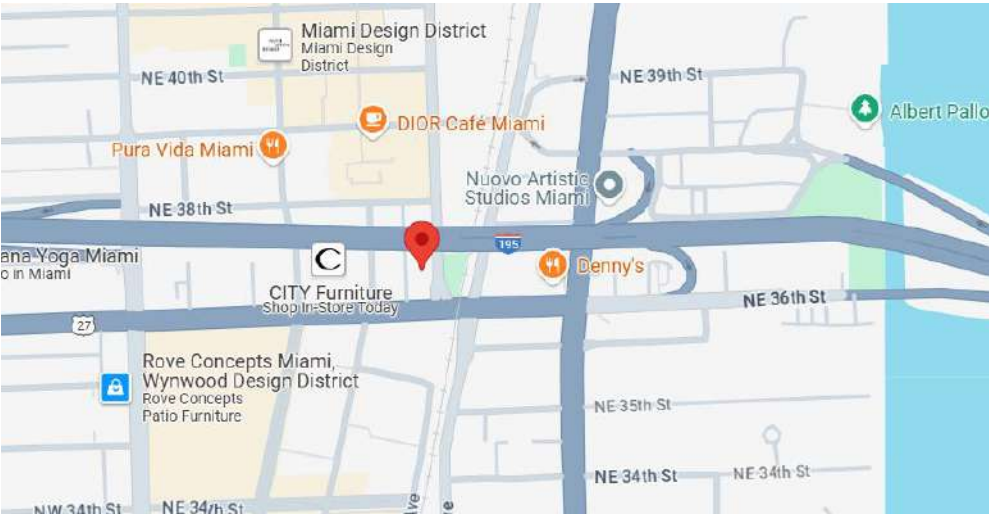 Miami Design District
Miami Design
District
NE 40th St
NE 39th St
DIOR Café Miami
Albert Pallo
Pura Vida Miami
Nuovo Artistic
Studios Miami
NE 38th St
195
ana Yoga Miami
o in Miami
C
Denny's
CITY Furniture
Shop In-Store Today
NE 36th St
27
Rove Concepts Miami,
Wynwood Design District
Rove Concepts
Patio Furniture
NE 35th St
NE 34th St
NE 34th St
NW 34th St
NE 34th St
Ave
e